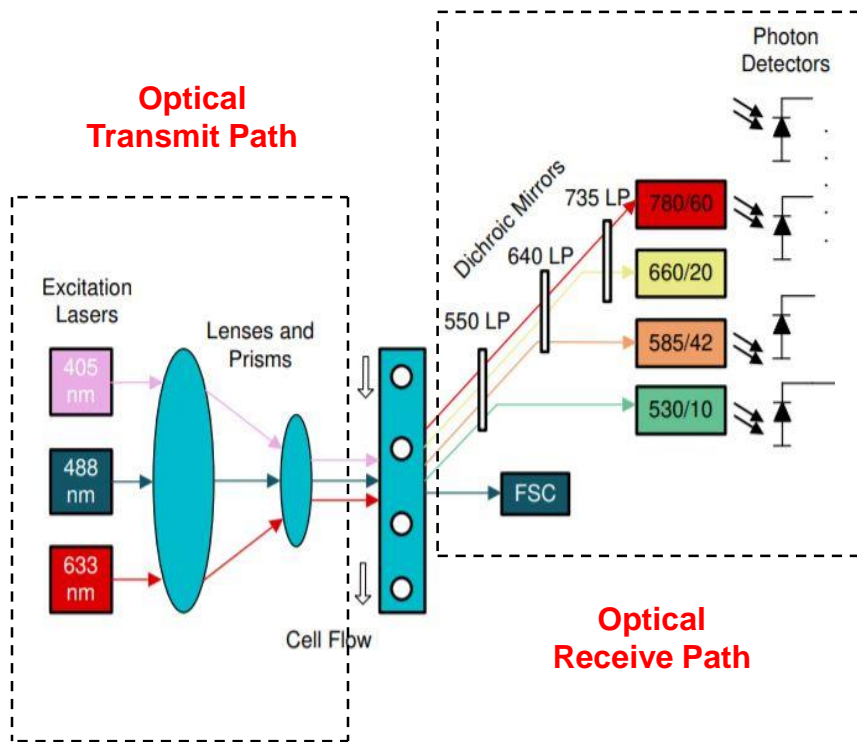 Photon
Detectors
Optical
Transmit Path
Dichroic Mirrors
735 LP
780/60
640 LP
660/20
Excitation
Lasers
Lenses and
Prisms
550 LP
585/42
405
nm
530/10
488
nm
FSC
633
nm
Cell Flow
Optical
Receive Path